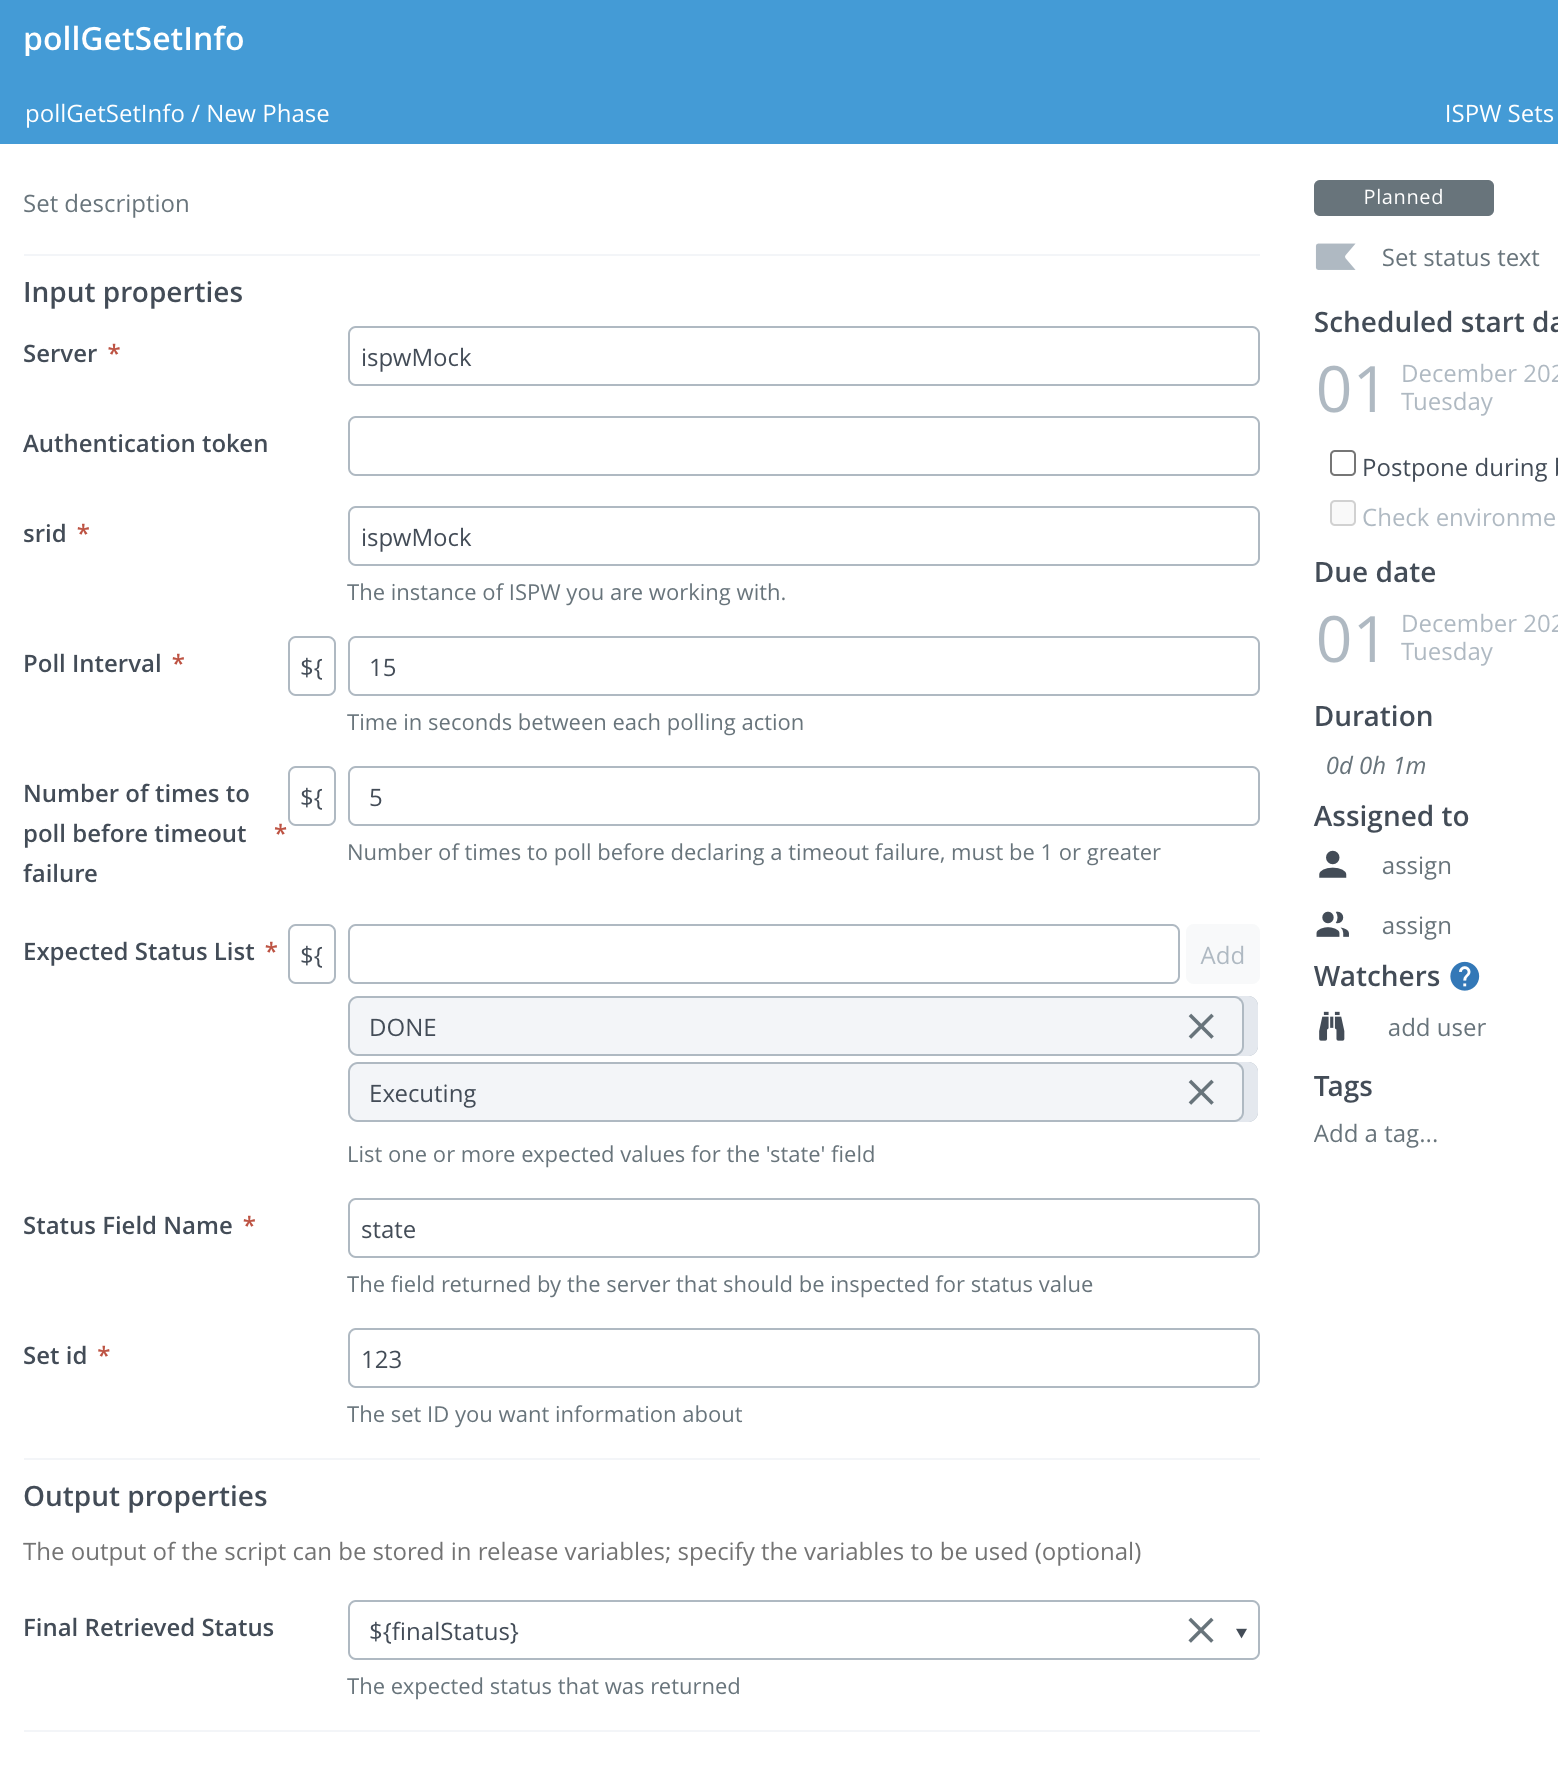 pollGetSetInfo
pollGetSetInfo / New Phase
ISPW Sets
Set description
Input properties
Server *
ispwMock
Authentication token
srid *
ispwMock
The instance of ISPW you are working with.
Poll Interval *
${
15
Time in seconds between each polling action
Number of times to
poll before timeout *
failure
${
5
Number of times to poll before declaring a timeout failure, must be 1 or greater
Expected Status List *
${
Add
DONE
Executing
List one or more expected values for the 'state' field
Status Field Name *
state
The field returned by the server that should be inspected for status value
Set id *
123
The set ID you want information about
Output properties
The output of the script can be stored in release variables; specify the variables to be used (optional)
Final Retrieved Status
${finalStatus}
The expected status that was returned
Planned
Set status text
Scheduled start
01
December
Tuesday
Postpone during
Check
Due date
01
December
Tuesday
Duration
0d 0h 1m
Assigned to
assign
assign
Watchers ?
add user
Tags
Add a tag...